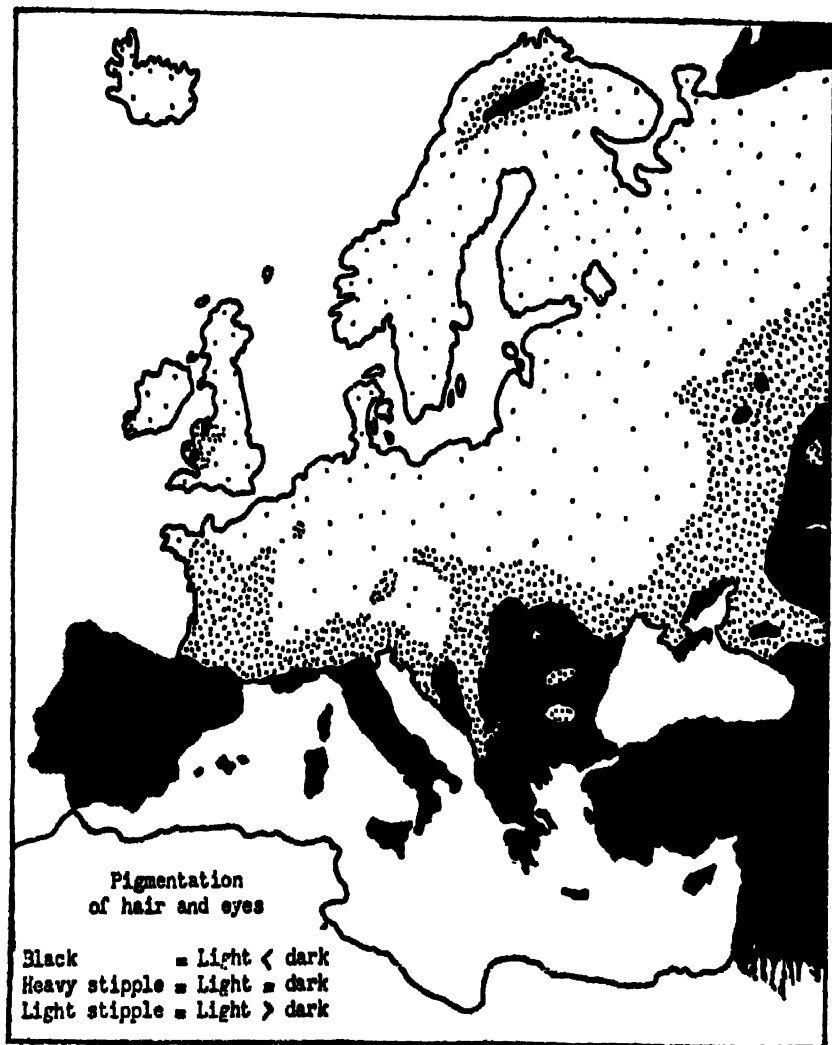 Pigmentation
of hair and eyes
Black = Light < dark
Heavy stipple = Light = dark
Light stipple = Light > dark